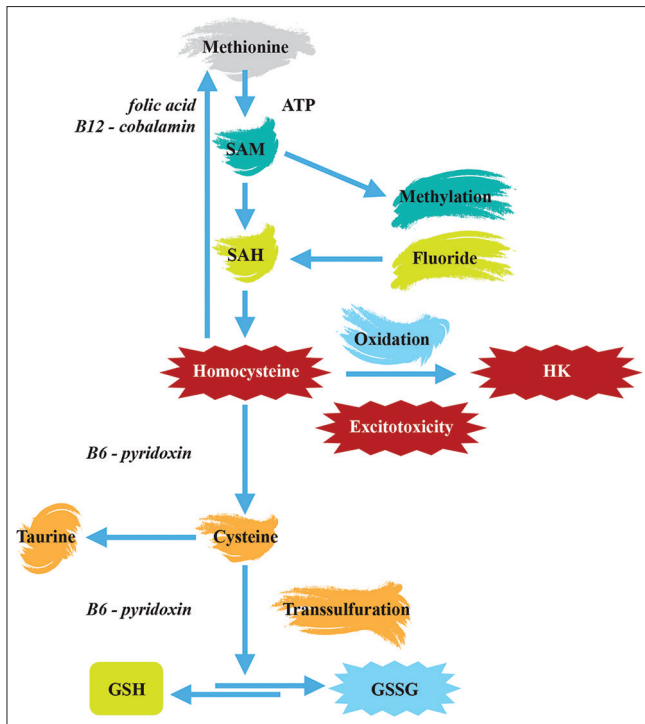 Methionine
folic acid
B12 - cobalamin
ATP
SAM
Methylation
SAH
Fluoride
Oxidation
Homocysteine
HK
Excitotoxicity
B6 - pyridoxin
Taurine
Cysteine
B6 - pyridoxin
Transsulfuration
GSH
GSSG